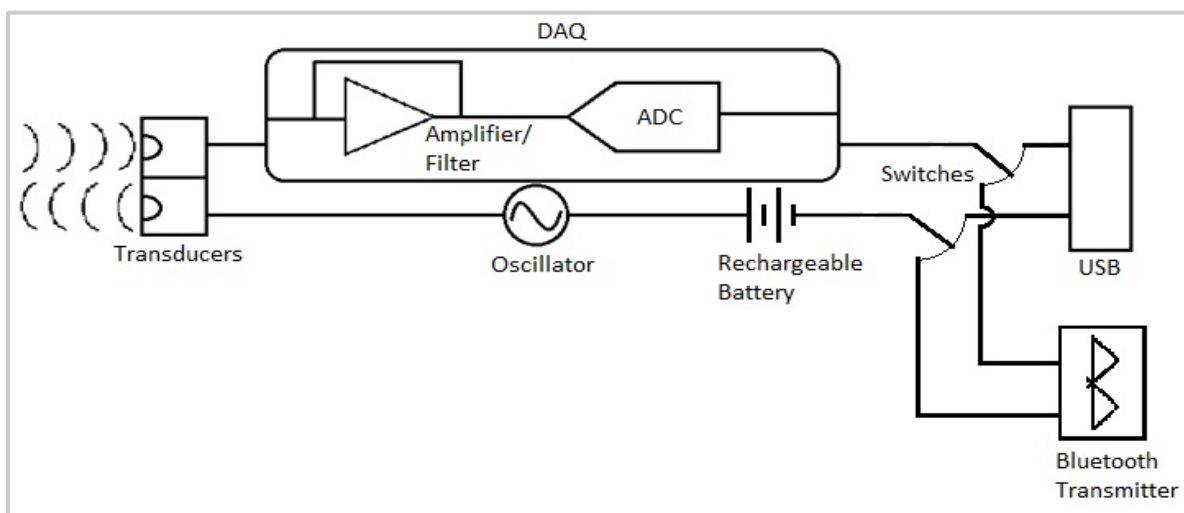 DAQ
Amplifier/
Filter
ADC
Switches
Transducers
Oscillator
Rechargeable
Battery
USB
Bluetooth
Transmitter